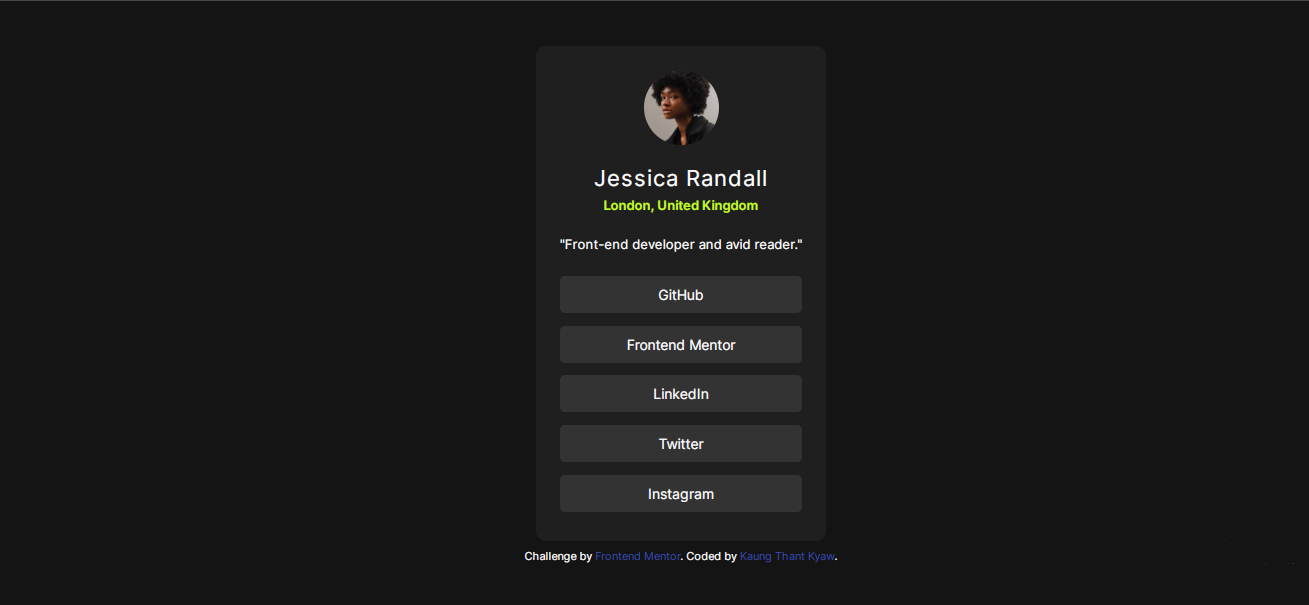 Jessica Randall
London, United Kingdom
"Front-end developer and avid reader."
GitHub
Frontend Mentor
LinkedIn
Twitter
Instagram
Challenge by Frontend Mentor. Coded by Kaung Thant Kyaw.